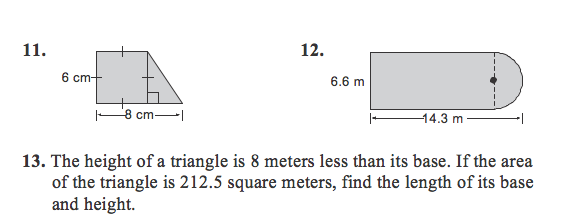 11.
6 cm
8 cm
12.
6.6 m
14.3 m
13. The height of a triangle is 8 meters less than its base. If the area
of the triangle is 212.5 square meters, find the length of its base
and height.